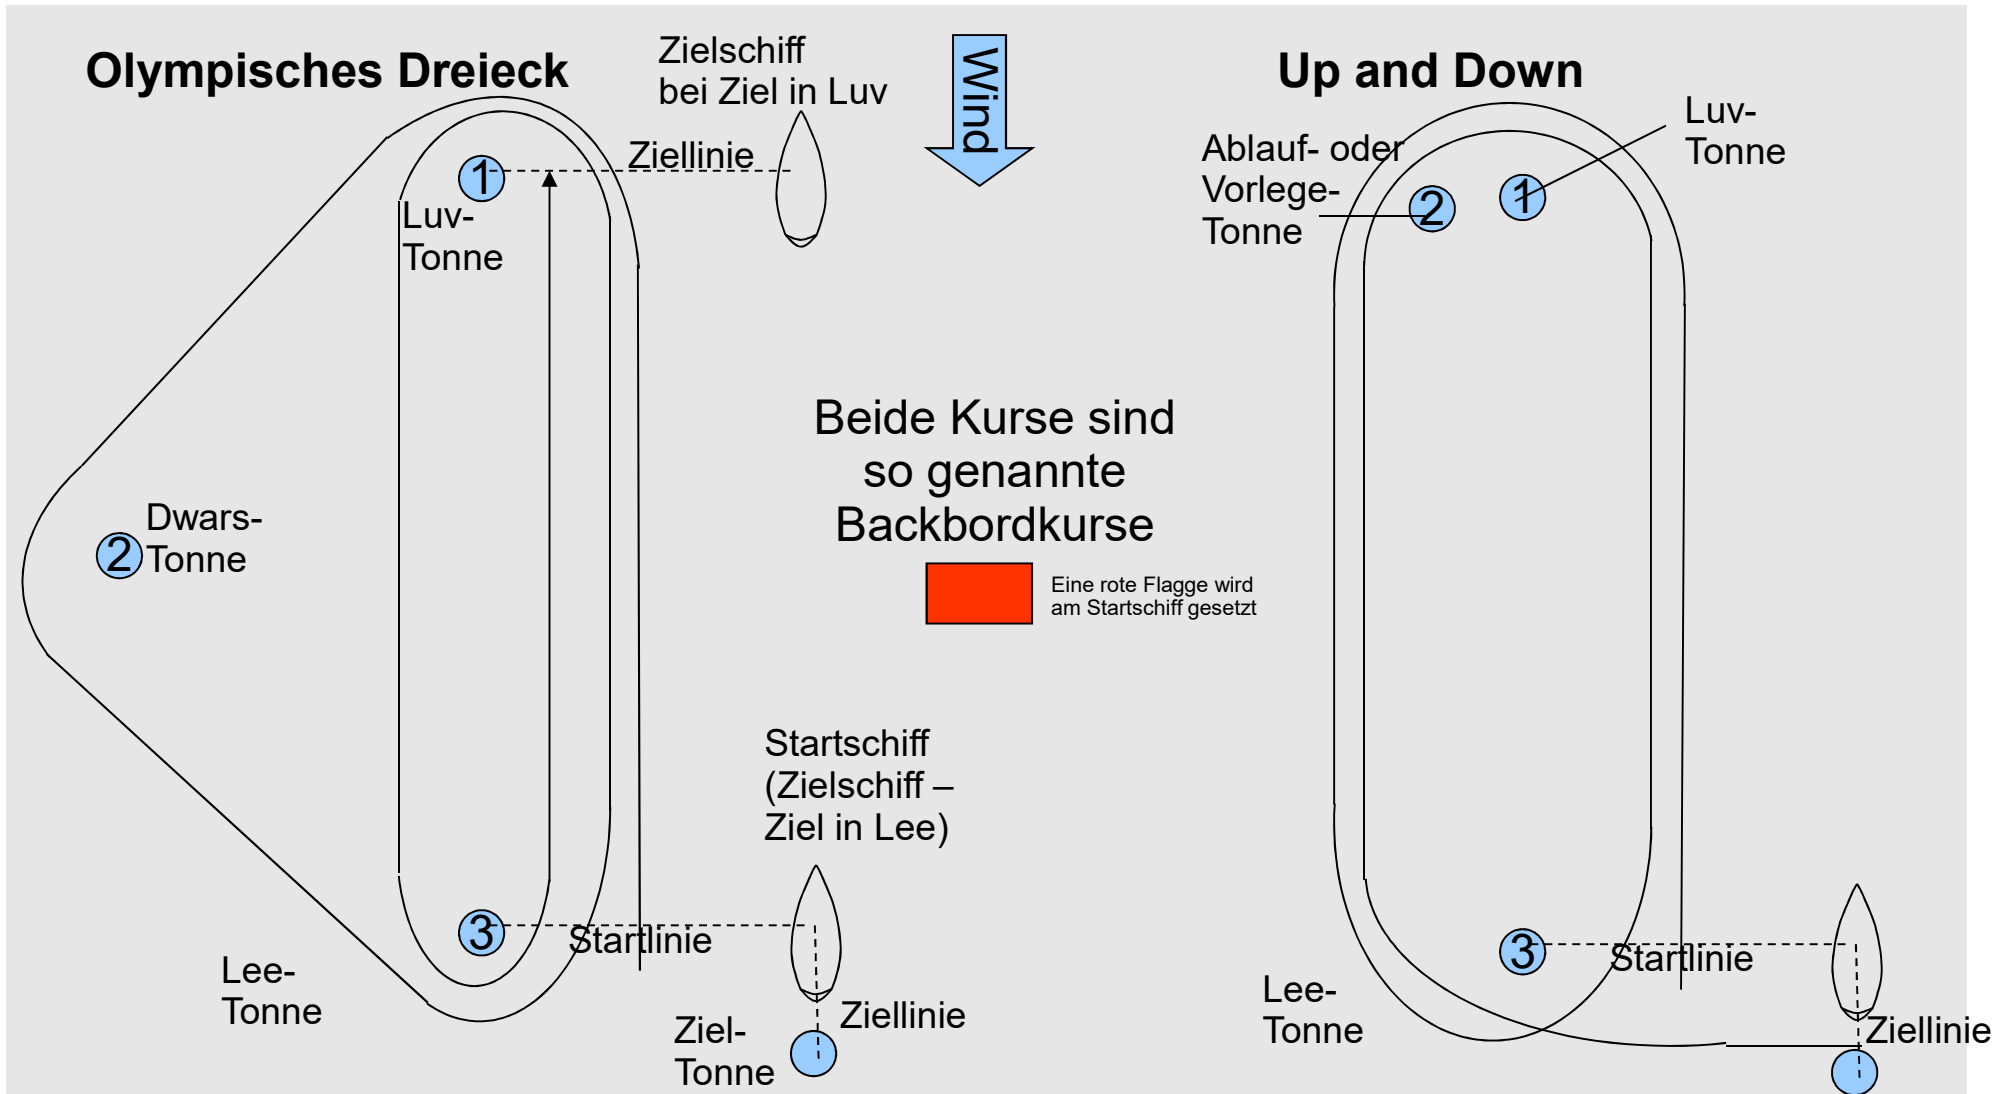 Olympisches Dreieck
Zielschiff
bei Ziel in Luv
Wind
Up and Down
Ziellinie
1
Luv-
Tonne
Ablauf- oder
Vorlege-
Tonne
2
1
Luv-
Tonne
Beide Kurse sind
so genannte
Backbordkurse
Eine rote Flagge wird
am Startschiff gesetzt
2
Dwars-
Tonne
Startschiff
(Zielschiff –
Ziel in Lee)
3
Startlinie
Lee-
Tonne
Ziel-
Tonne
Ziellinie
3
Startlinie
Lee-
Tonne
Ziellinie